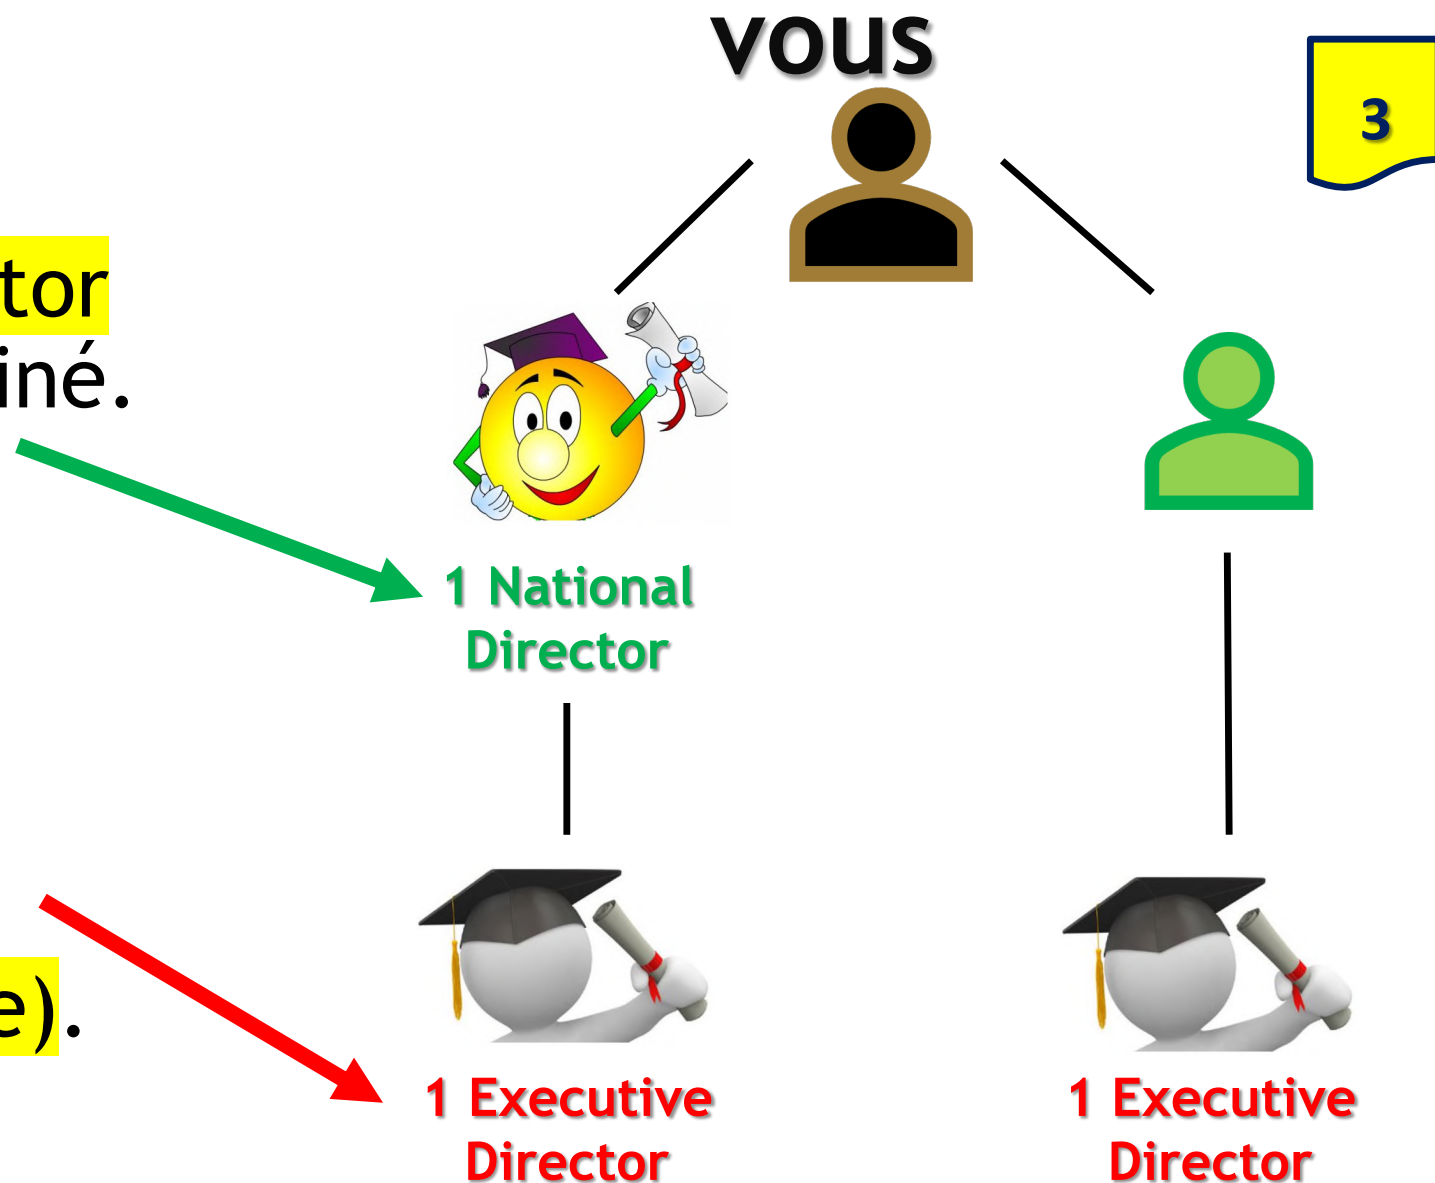 vous
3
tor
iné.
1 National
Director
e).
1 Executive
Director
1 Executive
Director